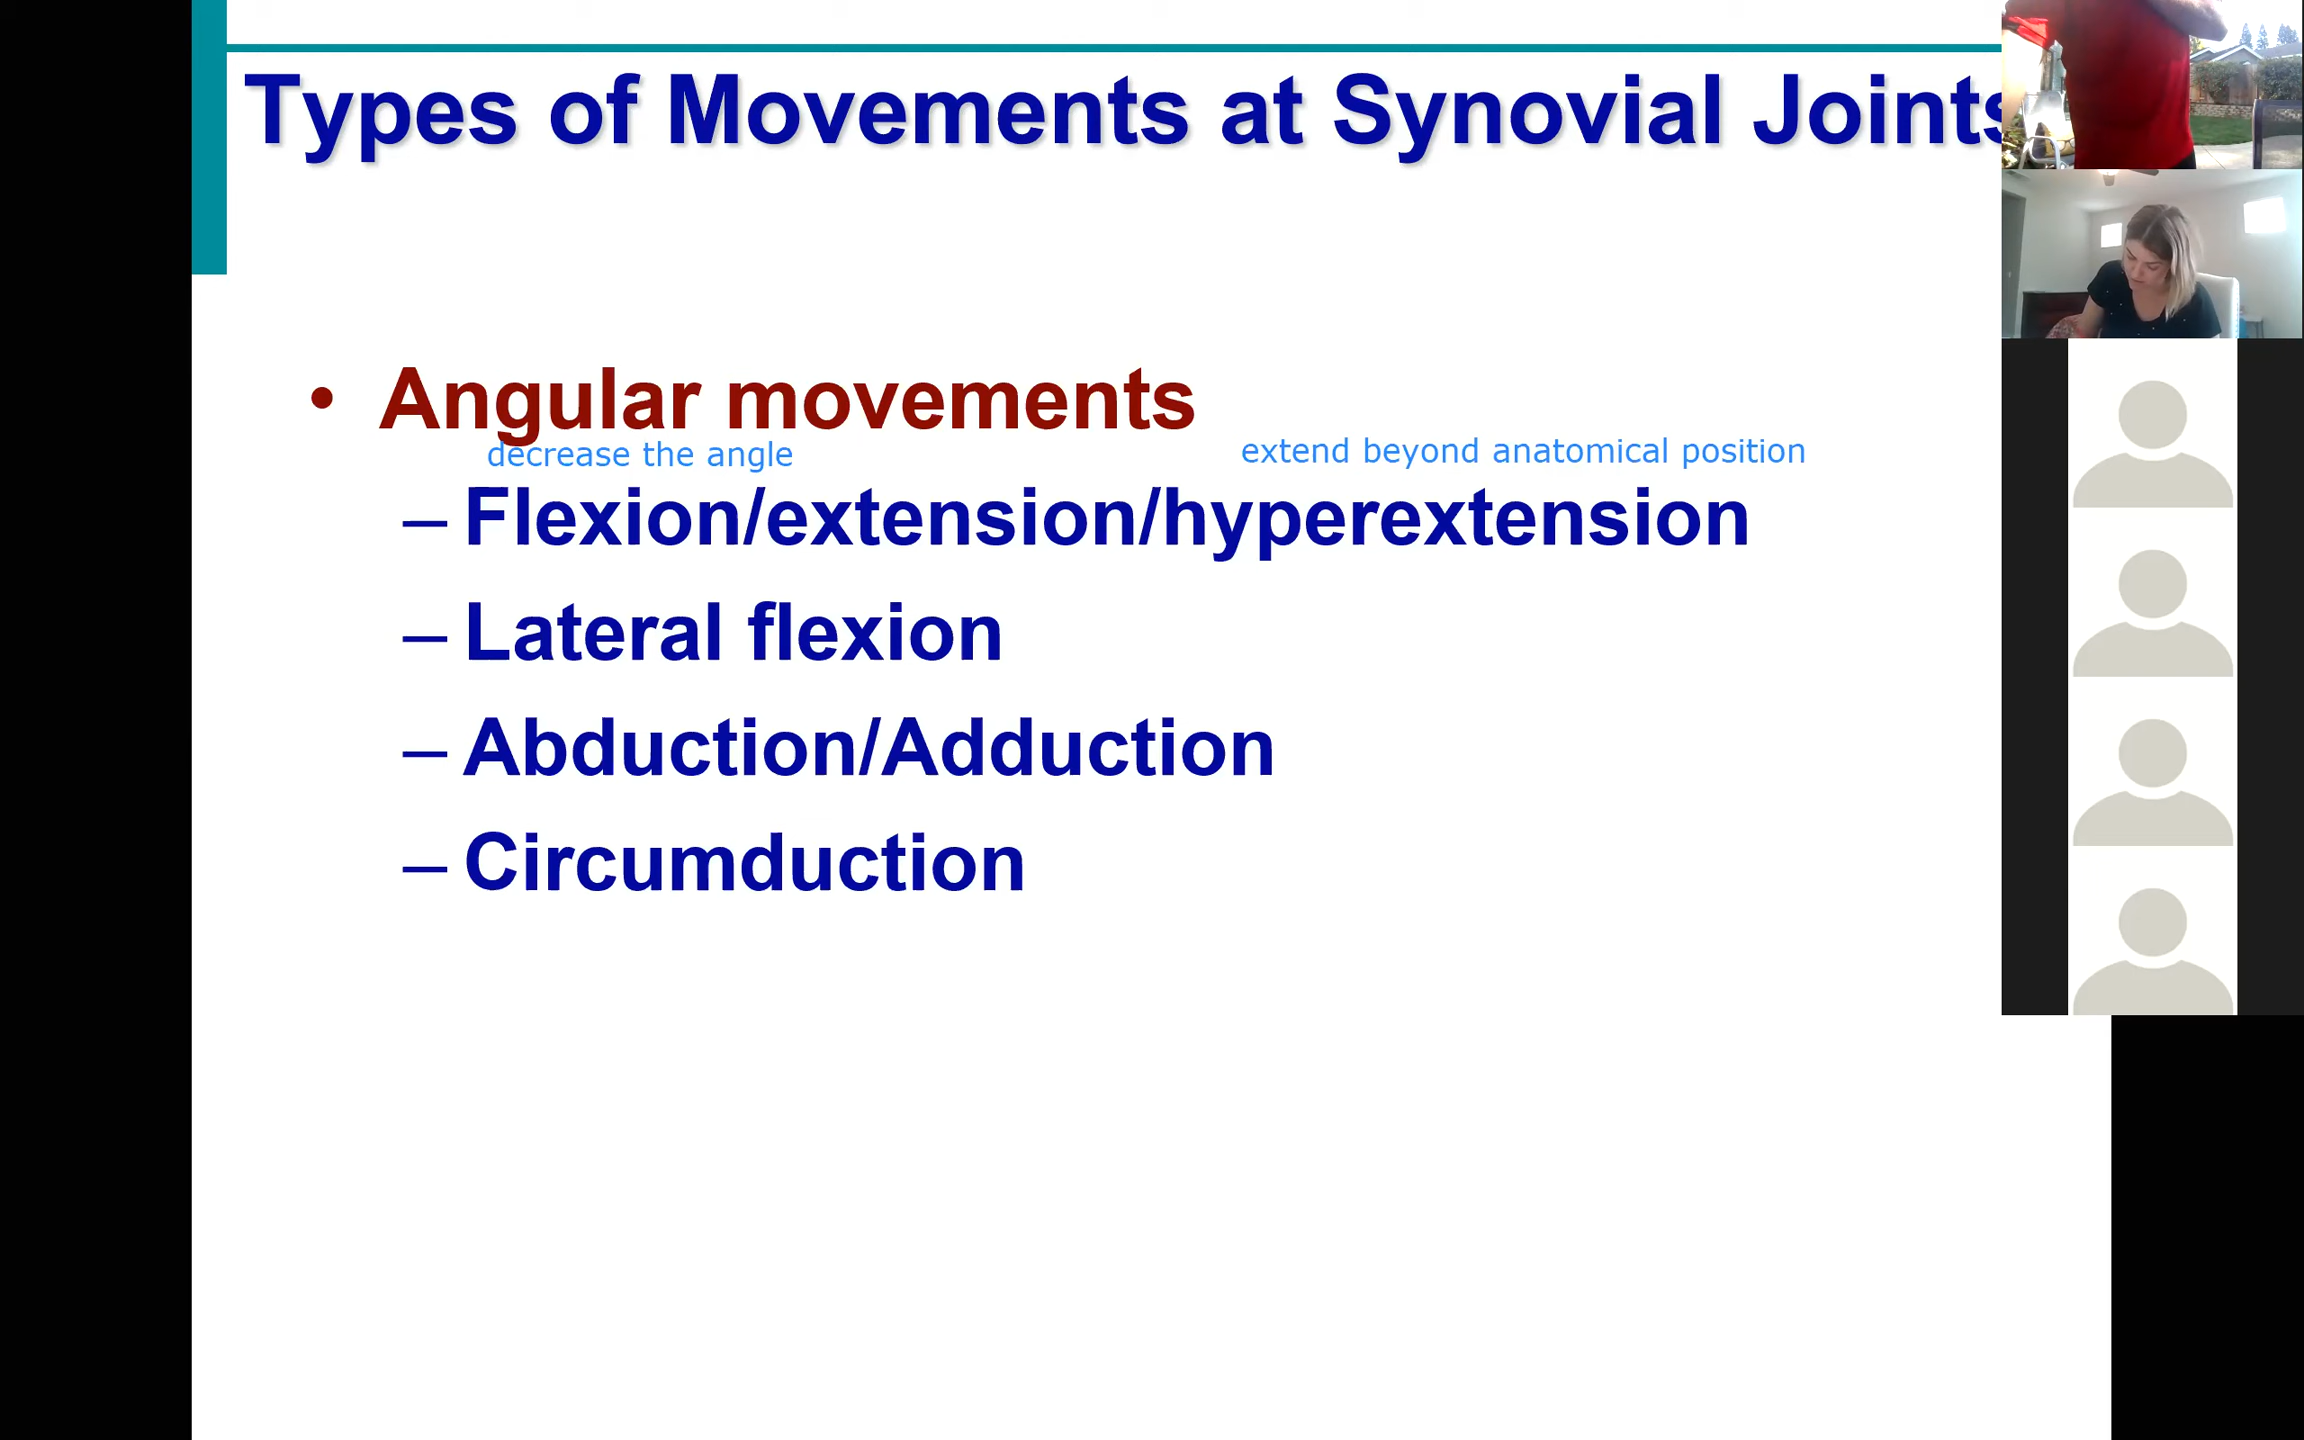 Types of Movements at Synovial Joints
• Angular movements
decrease the angle
extend beyond anatomical position
– Flexion/extension/hyperextension
– Lateral flexion
– Abduction/Adduction
– Circumduction